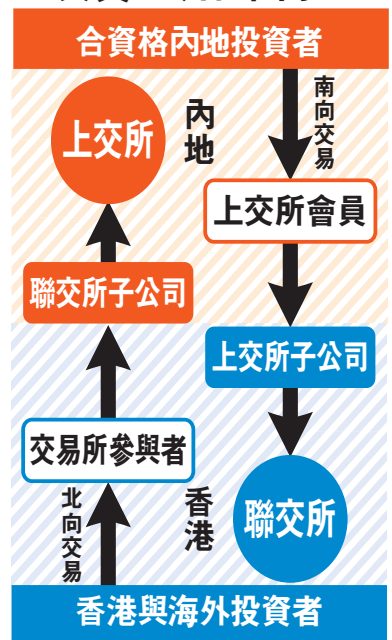 合資格內地投資者
上交所
內地
南向交易
上交所會員
聯交所子公司
上交所子公司
交易所參與者
北向交易
香港
聯交所
香港與海外投資者